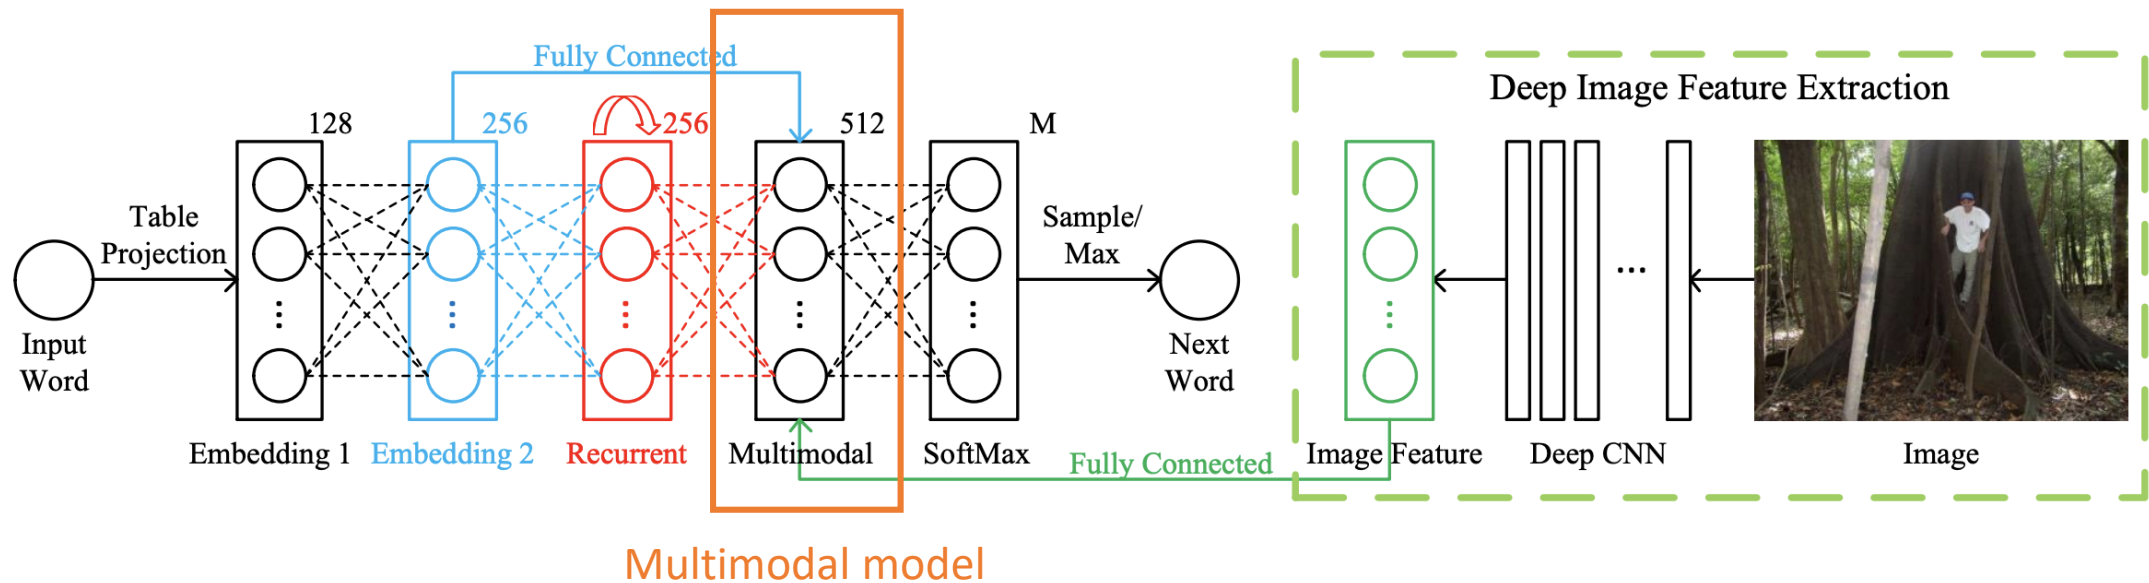 Fully Connected
Deep Image Feature Extraction
128
256
256
512
M
Table
Projection
Sample/
Max
...
Input
Word
Next
Word
Embedding 1
Embedding 2
Recurrent
Multimodal
SoftMax
Fully Connected
Image Feature
Deep CNN
Image
Multimodal model